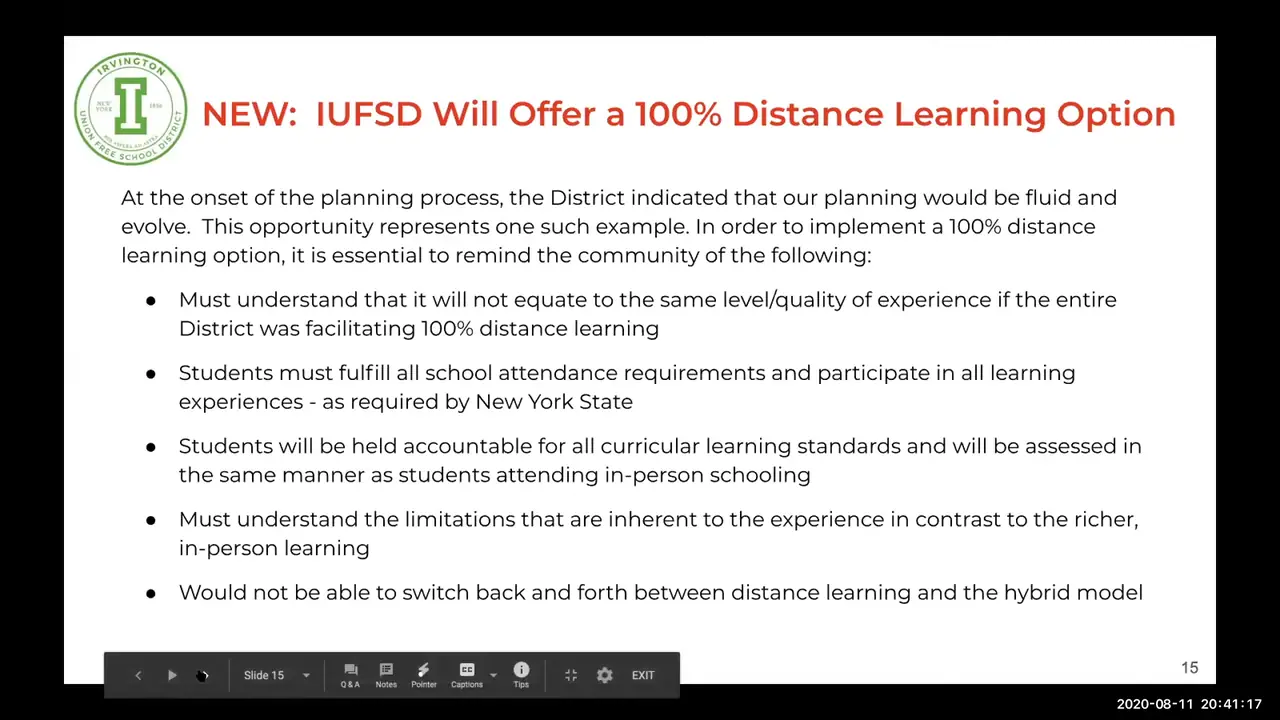 IRVINGTON
NEW YORK
1956
UNION FREE SCHOOL DISTRICT
NEW:  IUFSD Will Offer a 100% Distance Learning Option
At the onset of the planning process, the District indicated that our planning would be fluid and
evolve.  This opportunity represents one such example. In order to implement a 100% distance
learning option, it is essential to remind the community of the following:
● Must understand that it will not equate to the same level/quality of experience if the entire
District was facilitating 100% distance learning
● Students must fulfill all school attendance requirements and participate in all learning
experiences - as required by New York State
● Students will be held accountable for all curricular learning standards and will be assessed in
the same manner as students attending in-person schooling
● Must understand the limitations that are inherent to the experience in contrast to the richer,
in-person learning
● Would not be able to switch back and forth between distance learning and the hybrid model
Slide 15
Q & A
Notes
Pointer
CC
Captions
Tips
EXIT
15
2020-08-11 20:41:17